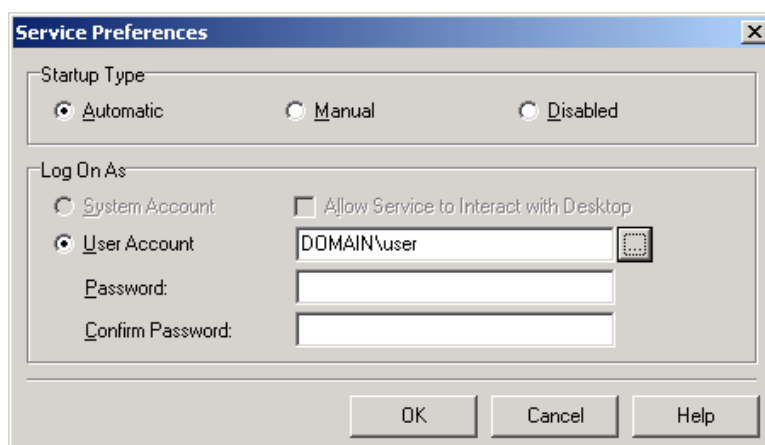 Service Preferences
Startup Type
Automatic Manual Disabled
Log On As
System Account Allow Service to Interact with Desktop
User Account DOMAIN\user ...
Password:
Confirm Password:
OK Cancel Help